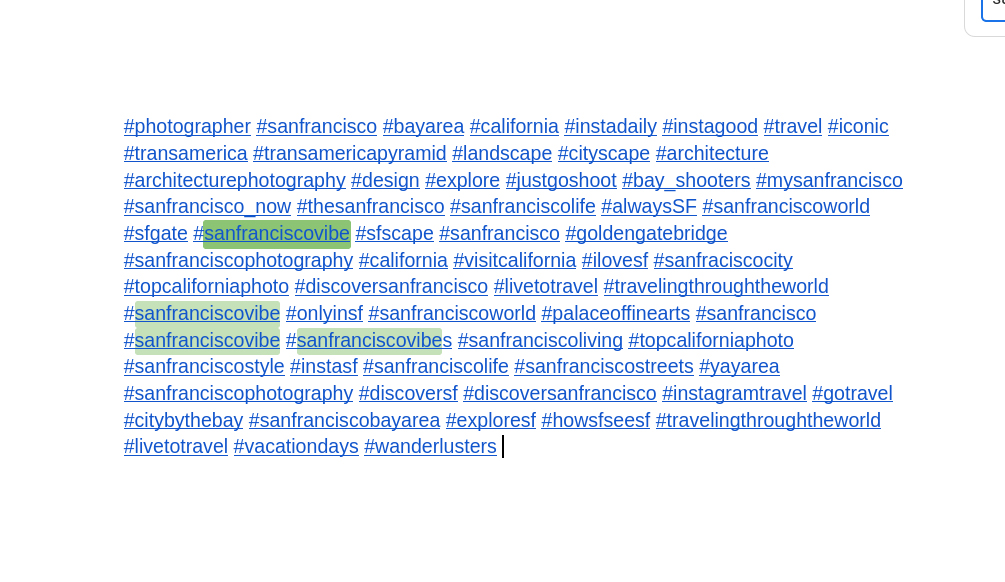 #photographer #sanfrancisco #bayarea #california #instadaily #instagood #travel #iconic
#transamerica #transamericapyramid #landscape #cityscape #architecture
#architecturephotography #design #explore #justgoshoot #bay_shooters #mysanfrancisco
#sanfrancisco_now #thesanfrancisco #sanfranciscolife #alwaysSF #sanfranciscoworld
#sfgate #sanfranciscovibe #sfscape #sanfrancisco #goldengatebridge
#sanfranciscophotography #california #visitcalifornia #ilovesf #sanfraciscocity
#topcaliforniaphoto #discoversanfrancisco #livetotravel #travelingthroughtheworld
#sanfranciscovibe #onlyinsf #sanfranciscoworld #palaceoffinearts #sanfrancisco
#sanfranciscovibe #sanfranciscovibes #sanfranciscoliving #topcaliforniaphoto
#sanfranciscostyle #instasf #sanfranciscolife #sanfranciscostreets #yayarea
#sanfranciscophotography #discoversf #discoversanfrancisco #instagramtravel #gotravel
#citybythebay #sanfranciscobayarea #exploresf #howsfseesf #travelingthroughtheworld
#livetotravel #vacationdays #wanderlusters